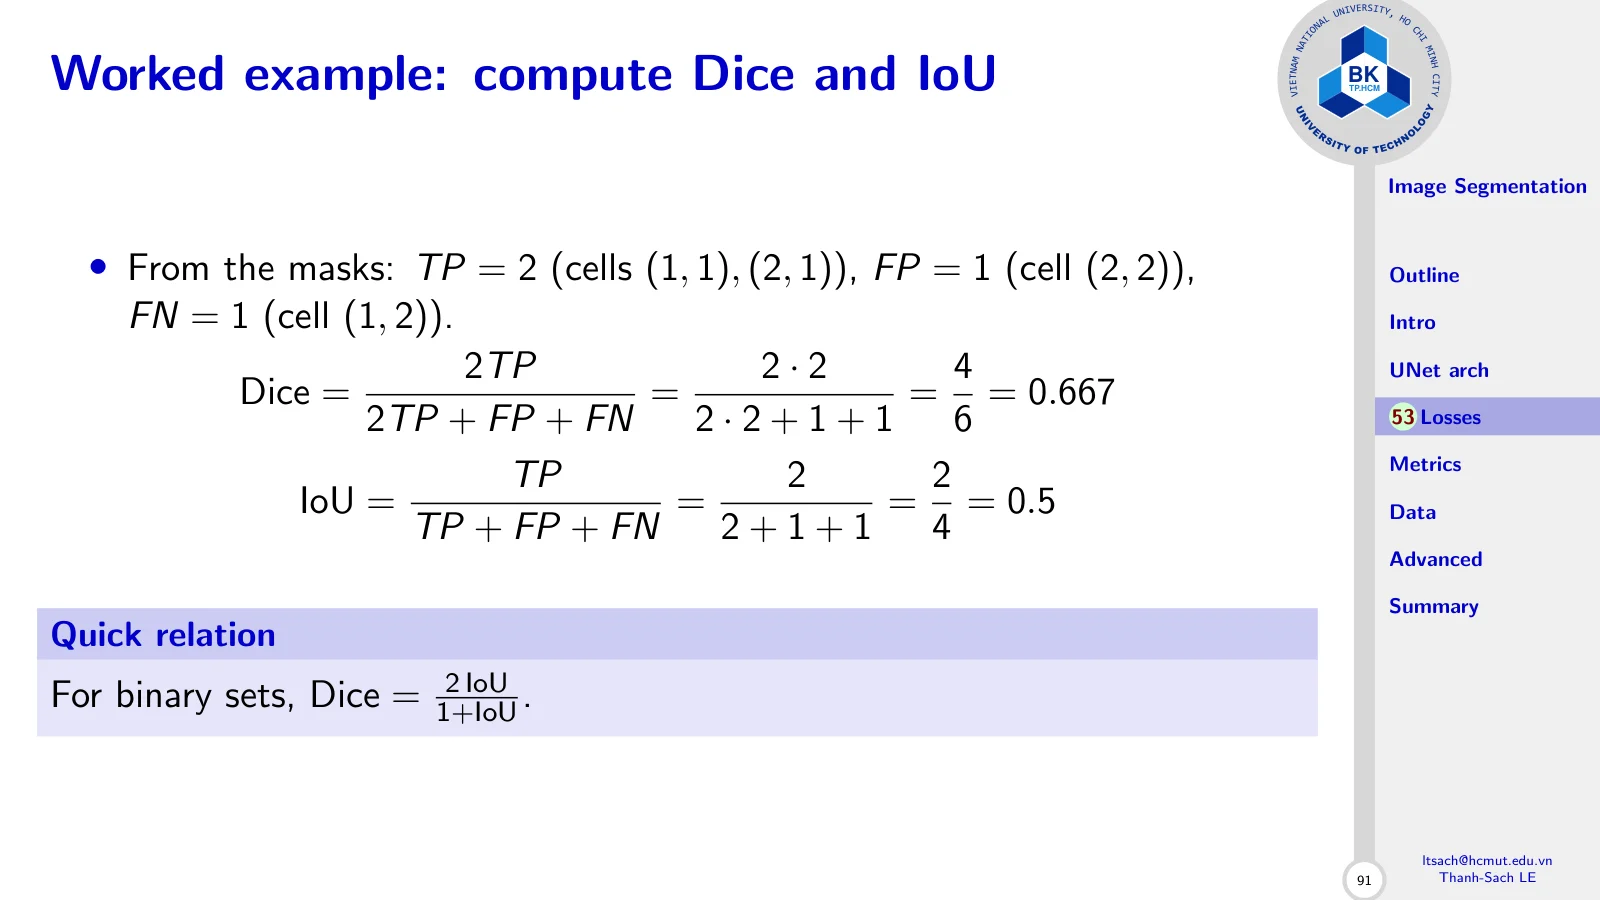 Worked example: compute Dice and IoU
• From the masks: TP = 2 (cells (1, 1), (2, 1)), FP = 1 (cell (2, 2)),
FN = 1 (cell (1, 2)).
Dice = 2TP / (2TP + FP + FN) = (2 · 2) / (2 · 2 + 1 + 1) = 4/6 = 0.667
IoU = TP / (TP + FP + FN) = 2 / (2 + 1 + 1) = 2/4 = 0.5
Quick relation
For binary sets, Dice = 2 IoU / (1+IoU).
VIETNAM NATIONAL UNIVERSITY, HO CHI MINH CITY
BK
TP.HCM
UNIVERSITY OF TECHNOLOGY
Image Segmentation
Outline
Intro
UNet arch
53 Losses
Metrics
Data
Advanced
Summary
ltsach@hcmut.edu.vn
Thanh-Sach LE
91